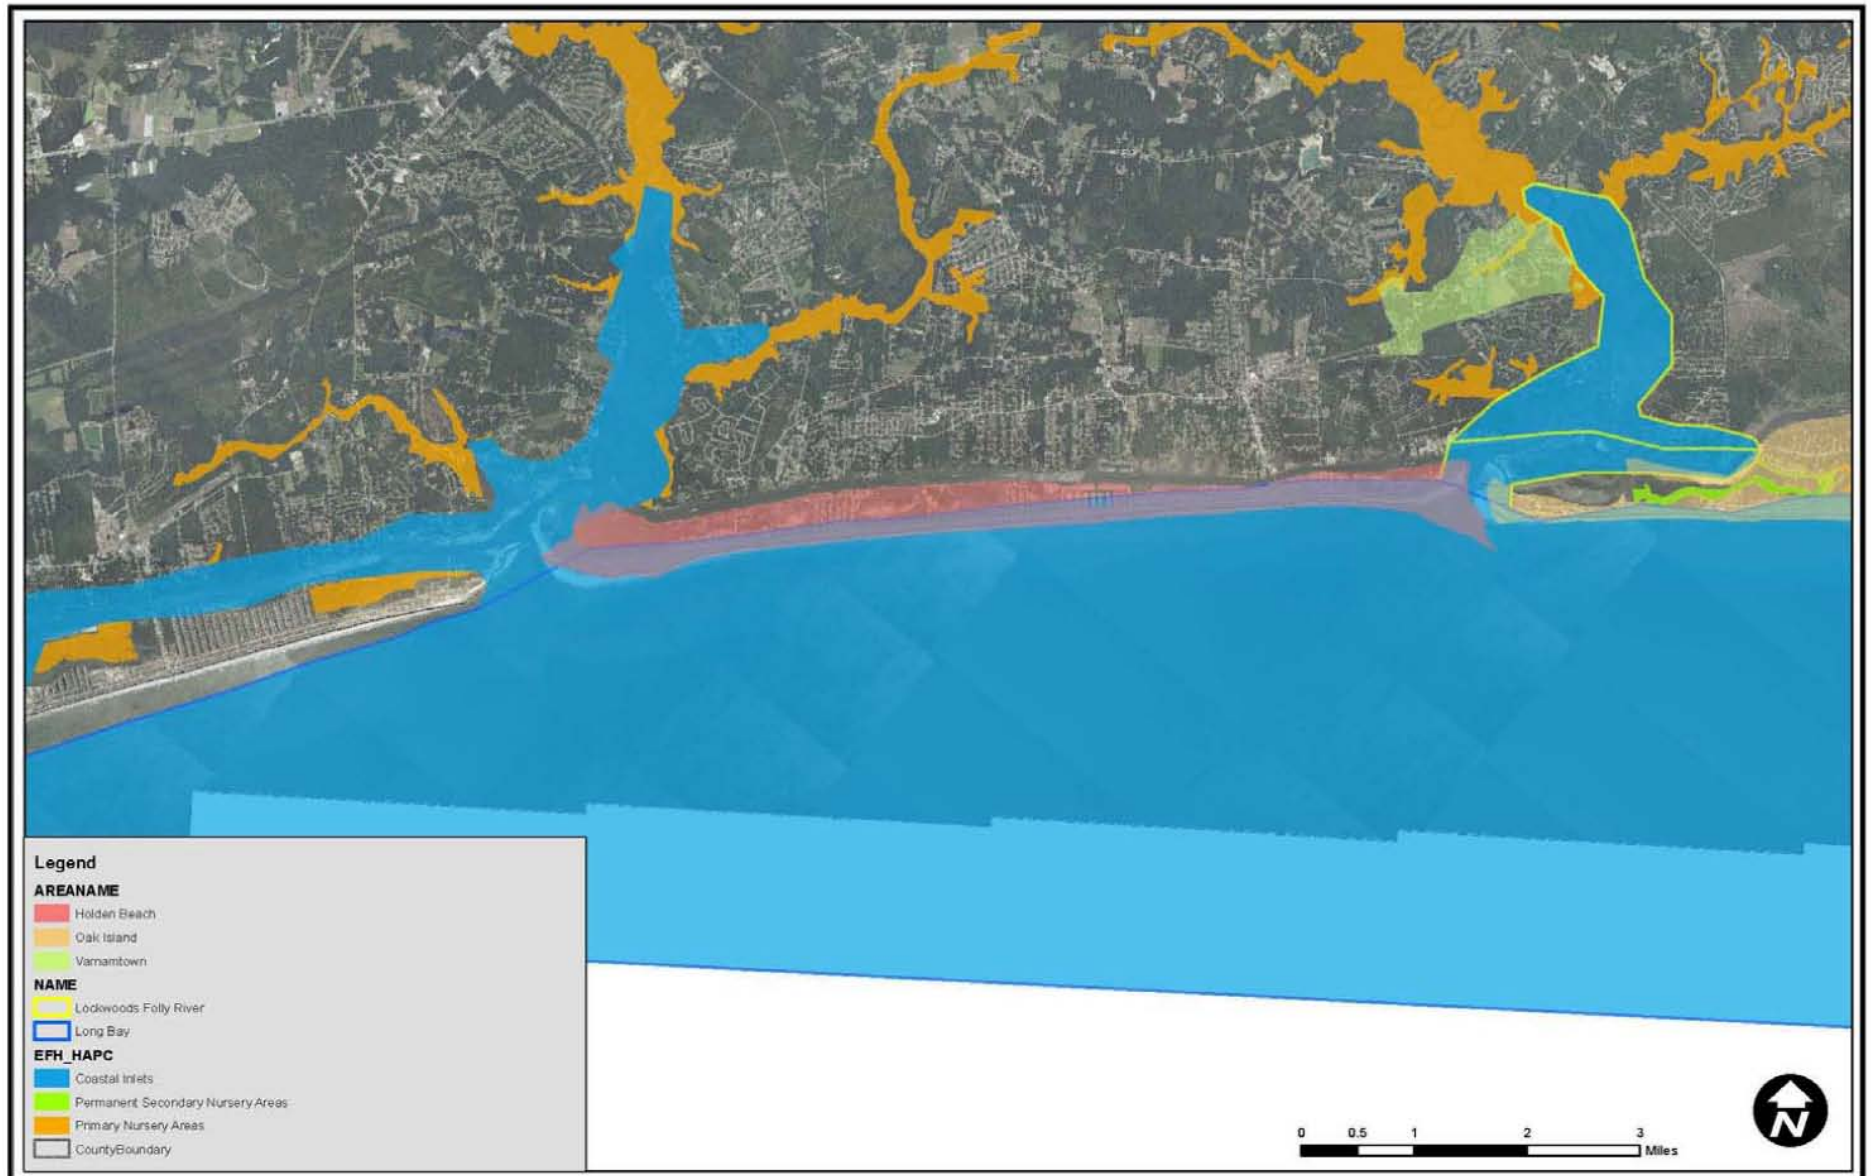 Legend
AREANAME
Holden Beach
Oak Island
Varnamtown
NAME
Lockwoods Folly River
Long Bay
EFH_HAPC
Coastal Inlets
Permanent Secondary Nursery Areas
Primary Nursery Areas
CountyBoundary
0 0.5 1 2 3
Miles
N